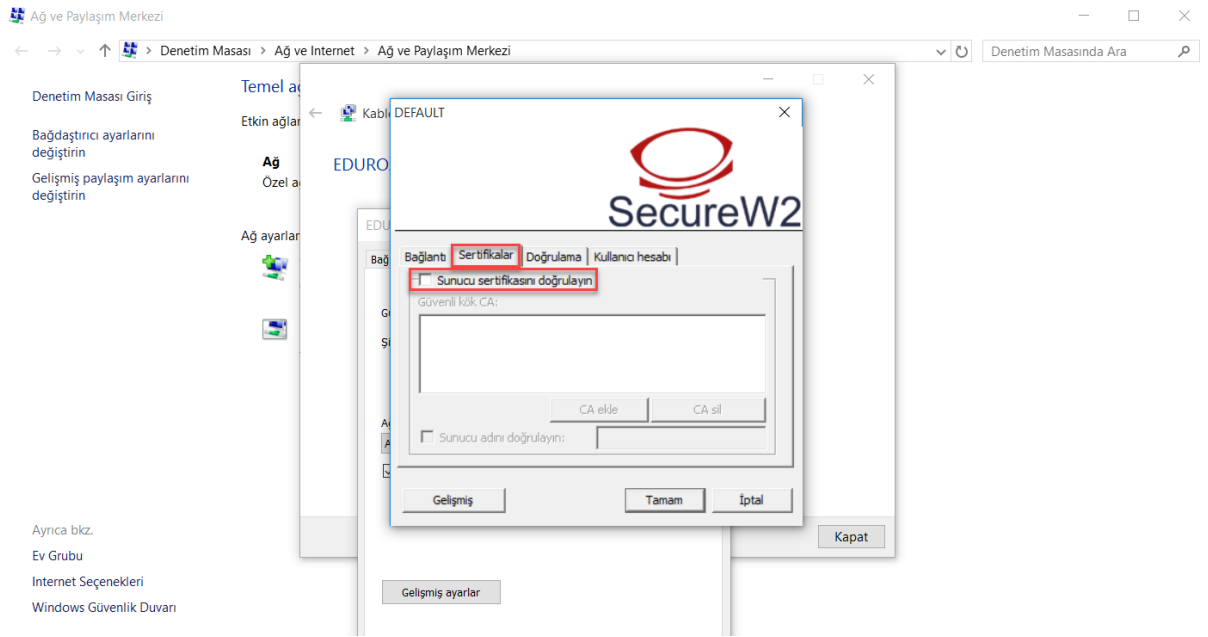 Ağ ve Paylaşım Merkezi
Denetim Masası > Ağ ve Internet > Ağ ve Paylaşım Merkezi
Denetim Masasında Ara
Denetim Masası Giriş
Bağdaştırıcı ayarlarını
değiştirin
Gelişmiş paylaşım ayarlarını
değiştirin
Ayrıca bkz.
Ev Grubu
Internet Seçenekleri
Windows Güvenlik Duvarı
Temel
Etkin ağlar
Ağ
Özel
Ağ ayarlar
Kabl
EDURO
EDU
Bağ
DEFAULT
SecureW2
Bağlantı
Sertifikalar
Doğrulama
Kullanıcı hesabı
Sunucu sertifikasını doğrulayın
Güvenli kök CA:
CA ekle
CA sil
Sunucu adını doğrulayın:
Gelişmiş
Tamam
İptal
Kapat
Gelişmiş ayarlar